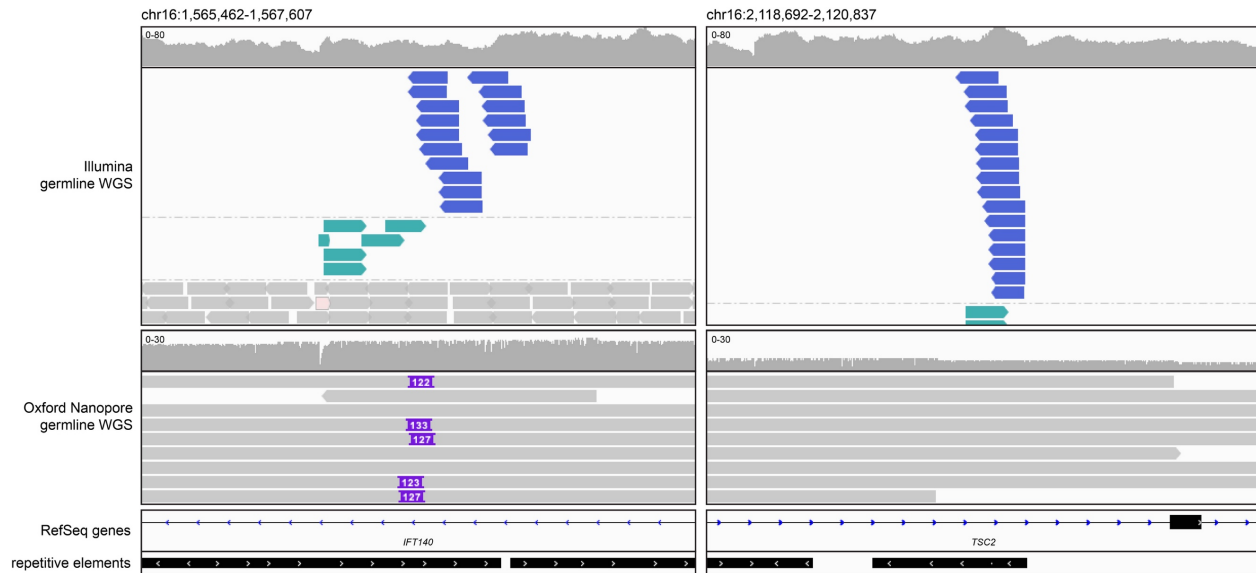 chr16:1,565,462-1,567,607
chr16:2,118,692-2,120,837
0-80
0-80
Illumina
germline WGS
0-30
0-30
122
Oxford Nanopore
germline WGS
133
127
123
127
RefSeq genes
IFT140
TSC2
repetitive elements